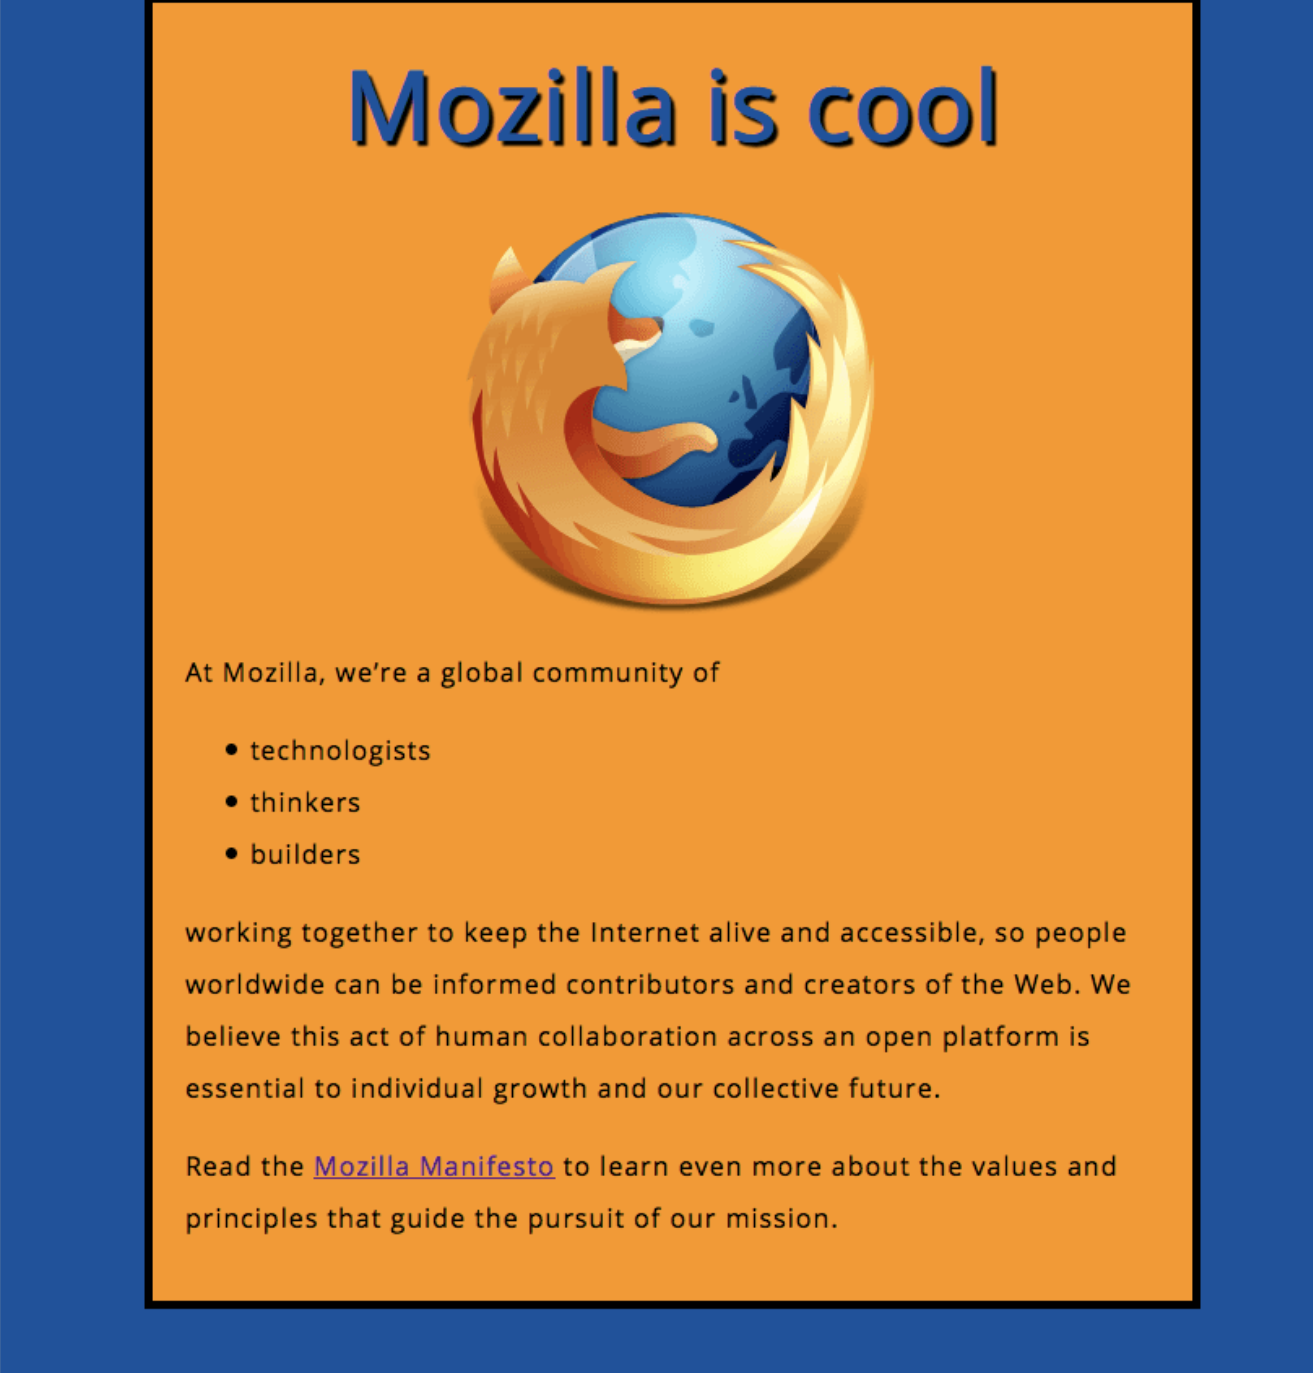 Mozilla is cool
At Mozilla, we’re a global community of
• technologists
• thinkers
• builders
working together to keep the Internet alive and accessible, so people
worldwide can be informed contributors and creators of the Web. We
believe this act of human collaboration across an open platform is
essential to individual growth and our collective future.
Read the Mozilla Manifesto to learn even more about the values and
principles that guide the pursuit of our mission.